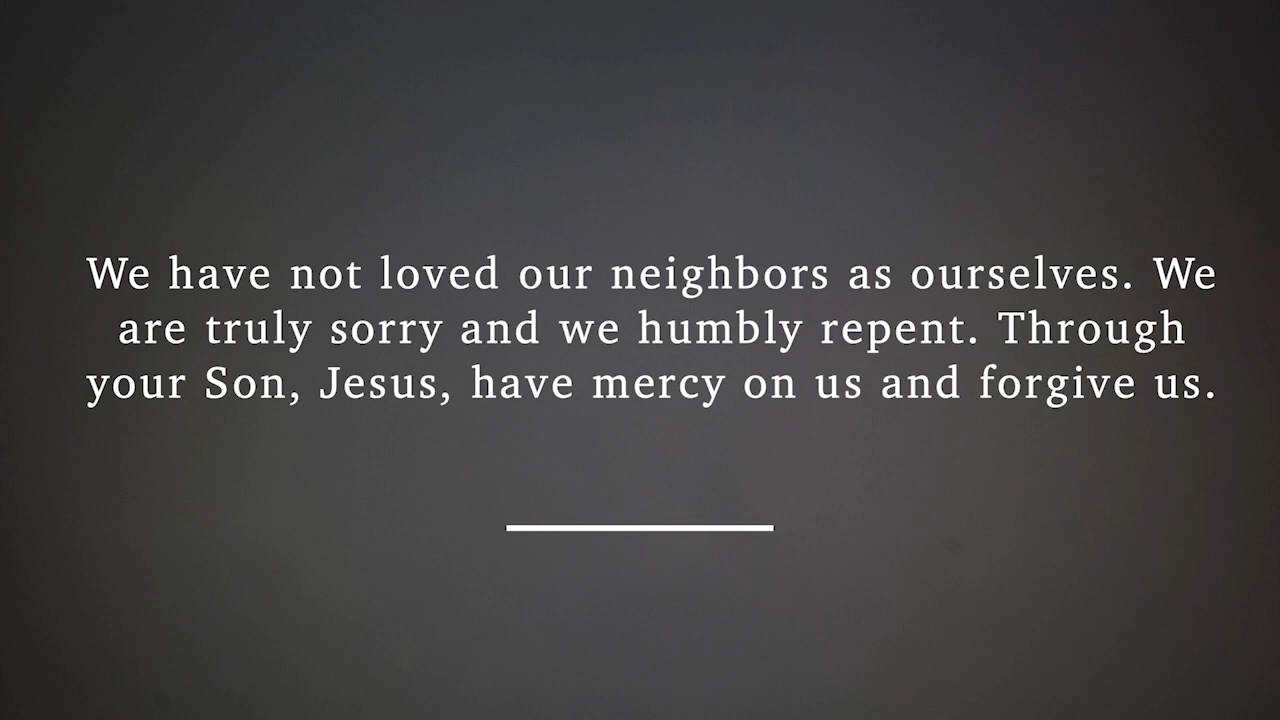 We have not loved our neighbors as ourselves. We
are truly sorry and we humbly repent. Through
your Son, Jesus, have mercy on us and forgive us.